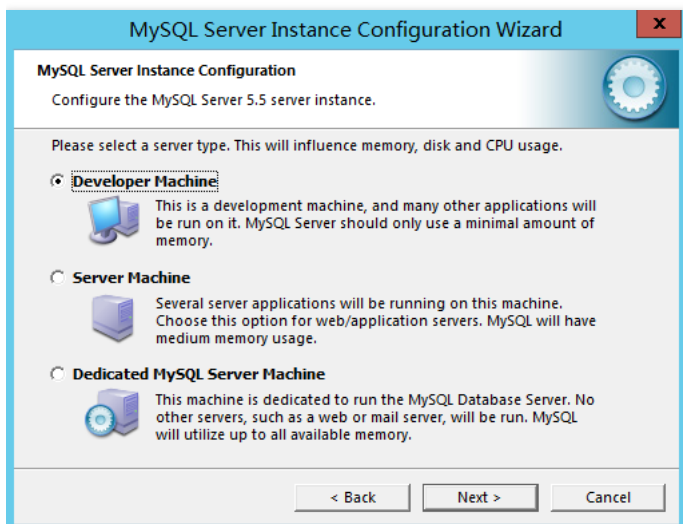 MySQL Server Instance Configuration Wizard
x
MySQL Server Instance Configuration
Configure the MySQL Server 5.5 server instance.
Please select a server type. This will influence memory, disk and CPU usage.
Developer Machine
This is a development machine, and many other applications will
be run on it. MySQL Server should only use a minimal amount of
memory.
Server Machine
Several server applications will be running on this machine.
Choose this option for web/application servers. MySQL will have
medium memory usage.
Dedicated MySQL Server Machine
This machine is dedicated to run the MySQL Database Server. No
other servers, such as a web or mail server, will be run. MySQL
will utilize up to all available memory.
< Back Next > Cancel